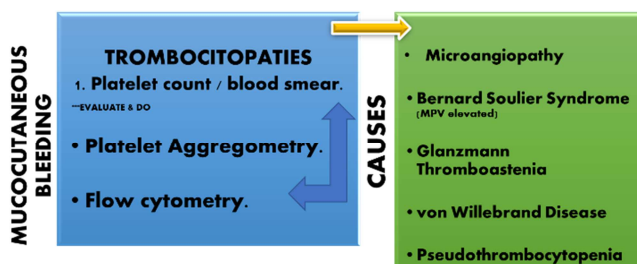 MUCOCUTANEOUS
BLEEDING
TROMBOCITOPATIES
1. Platelet count / blood smear.
***EVALUATE & DO
• Platelet Aggregometry.
• Flow cytometry.
CAUSES
• Microangiopathy
• Bernard Soulier Syndrome
(MPV elevated)
• Glanzmann
Thromboastenia
• von Willebrand Disease
• Pseudothrombocytopenia